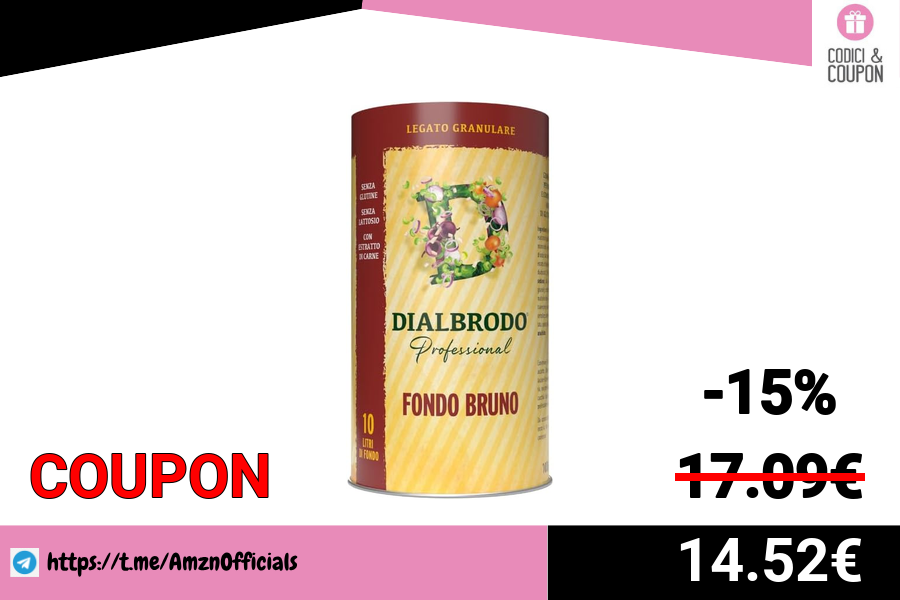 CODICI &
COUPON
LEGATO GRANULARE
SENZA
GLUTINE
SENZA
LATTOSIO
CON
ESTRATTO
DI CARNE
DIALBRODO
Professional
FONDO BRUNO
10
LITRI
DI FONDO
-15%
17.09€
COUPON
https://t.me/AmznOfficials
14.52€